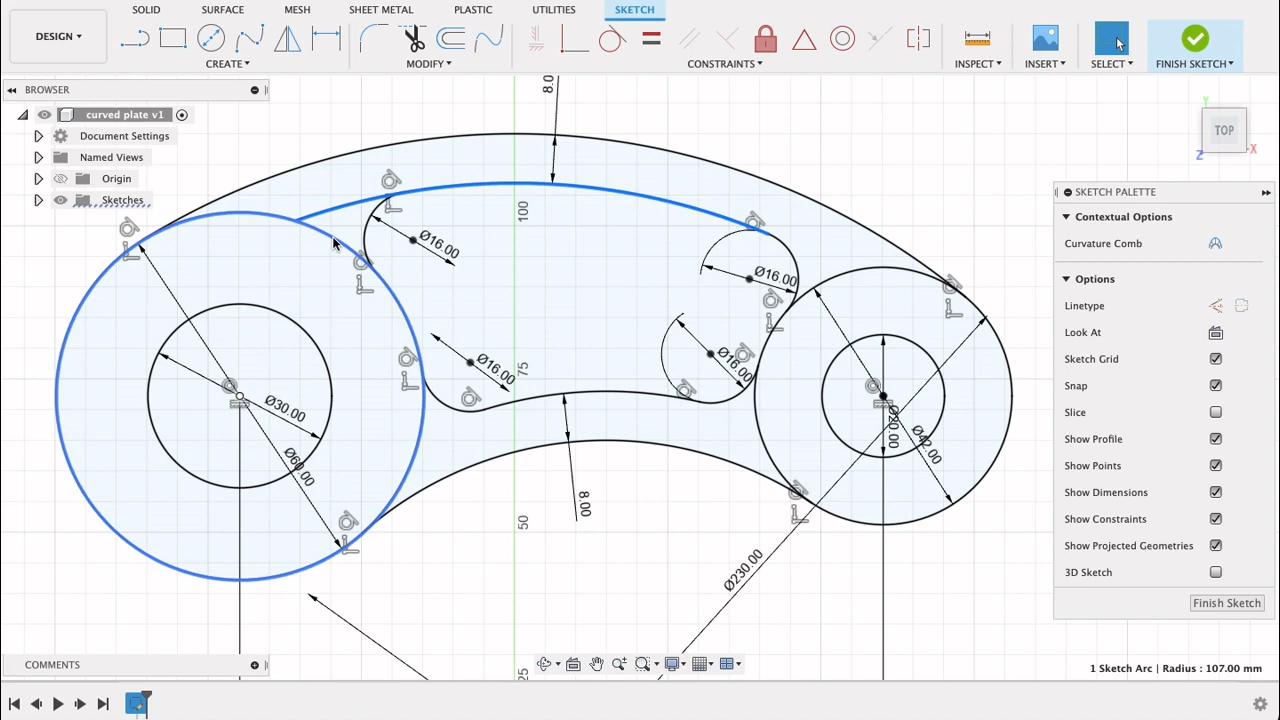 SOLID SURFACE MESH SHEET METAL PLASTIC UTILITIES SKETCH
DESIGN
CREATE MODIFY CONSTRAINTS INSPECT INSERT SELECT FINISH SKETCH
BROWSER
curved plate v1
Document Settings
Named Views
Origin
Sketches
8.0
100
Ø16.00
Ø16.00
Ø16.00
Ø16.00
75
Ø30.00
Ø60.00
Ø20.00
Ø42.00
8.00
50
Ø230.00
25
TOP
Y
Z
X
SKETCH PALETTE
Contextual Options
Curvature Comb
Options
Linetype
Look At
Sketch Grid
Snap
Slice
Show Profile
Show Points
Show Dimensions
Show Constraints
Show Projected Geometries
3D Sketch
Finish Sketch
COMMENTS
1 Sketch Arc | Radius : 107.00 mm